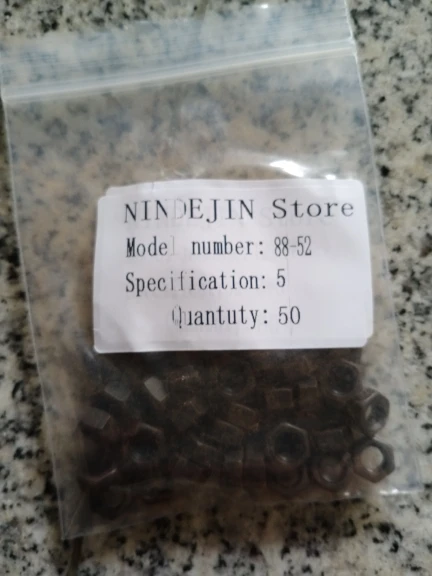 NINDEJIN Store
Model number: 88-52
Specification: 5
Quantuty: 50